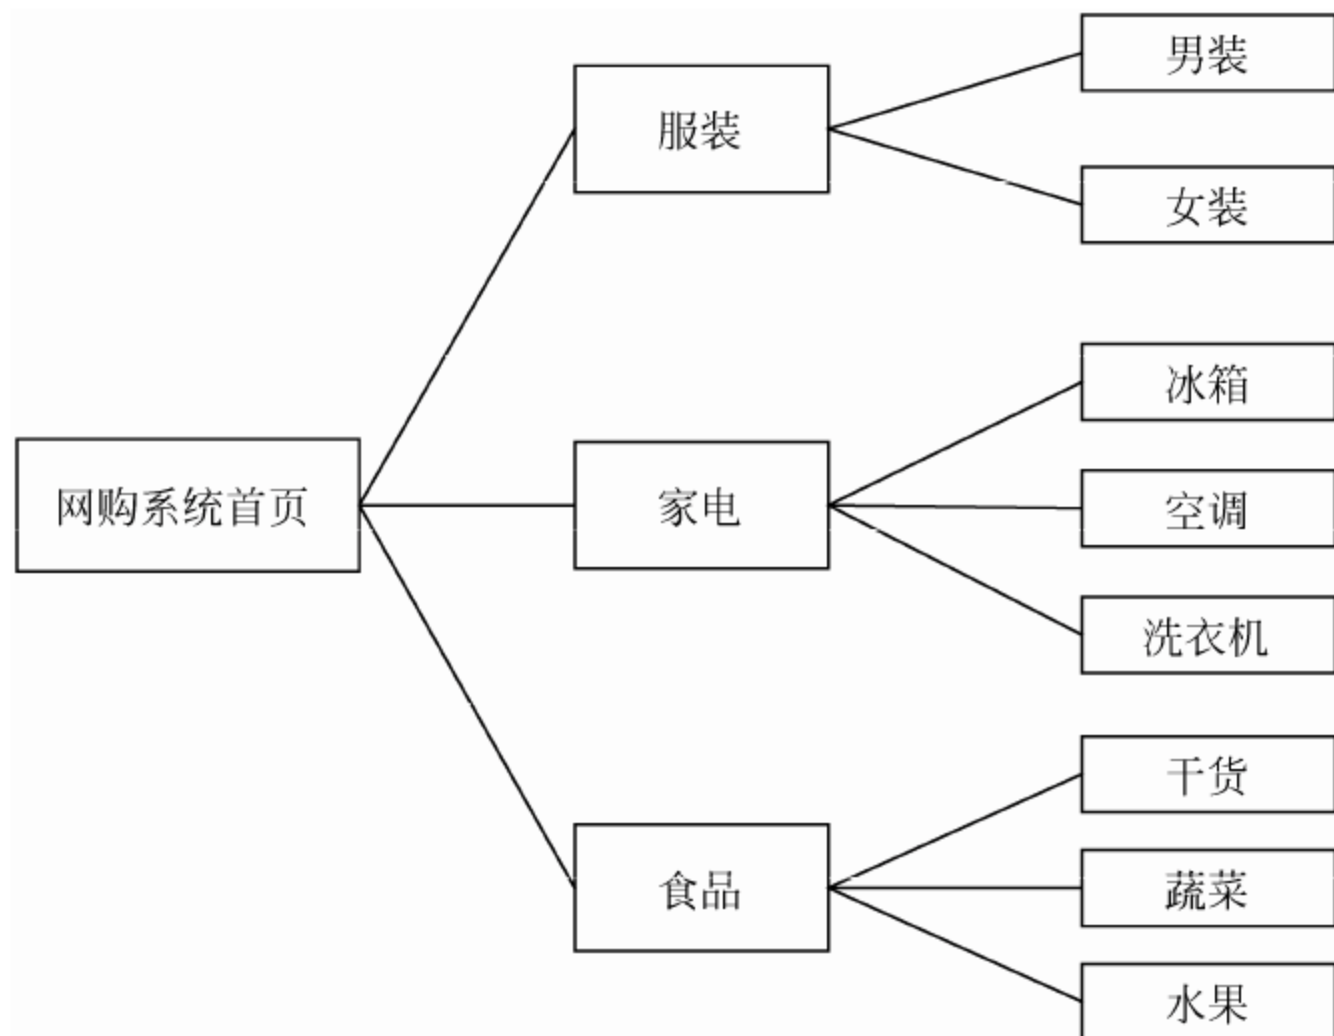 男装
服装
女装
冰箱
网购系统首页
家电
空调
洗衣机
干货
食品
蔬菜
水果